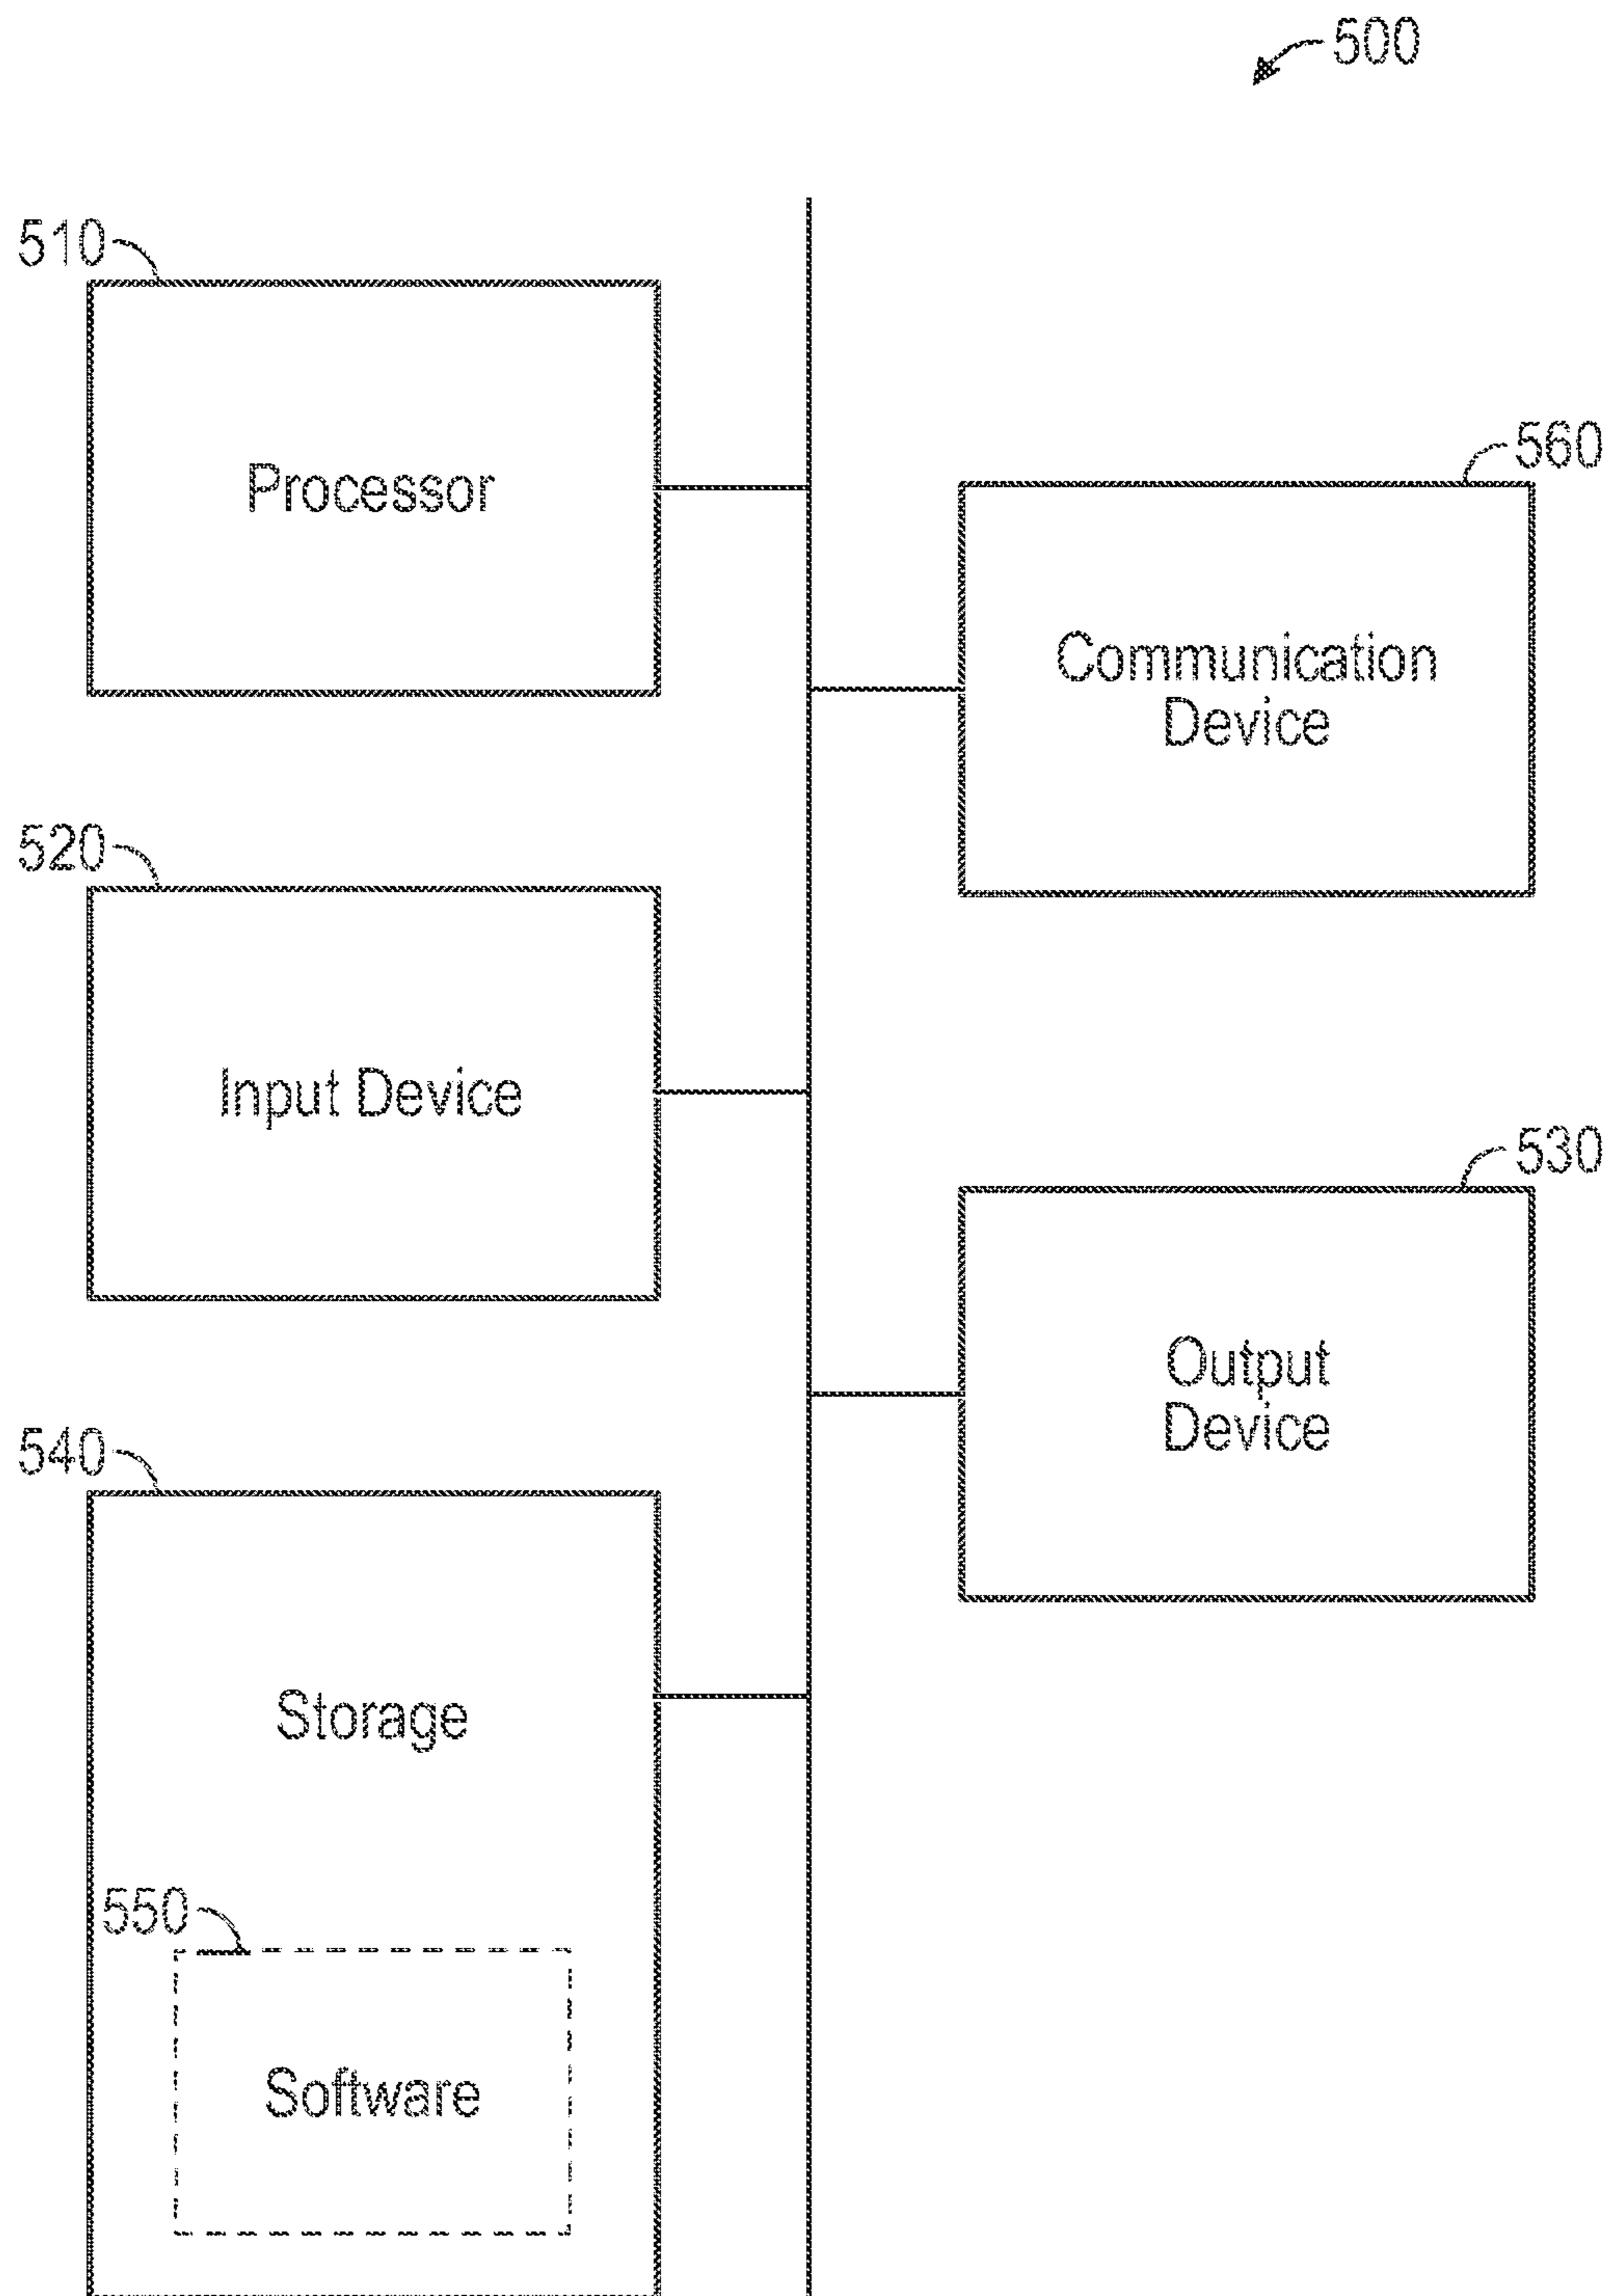 500
510
Processor
560
Communication
Device
520
Input Device
530
Output
Device
540
Storage
550
Software